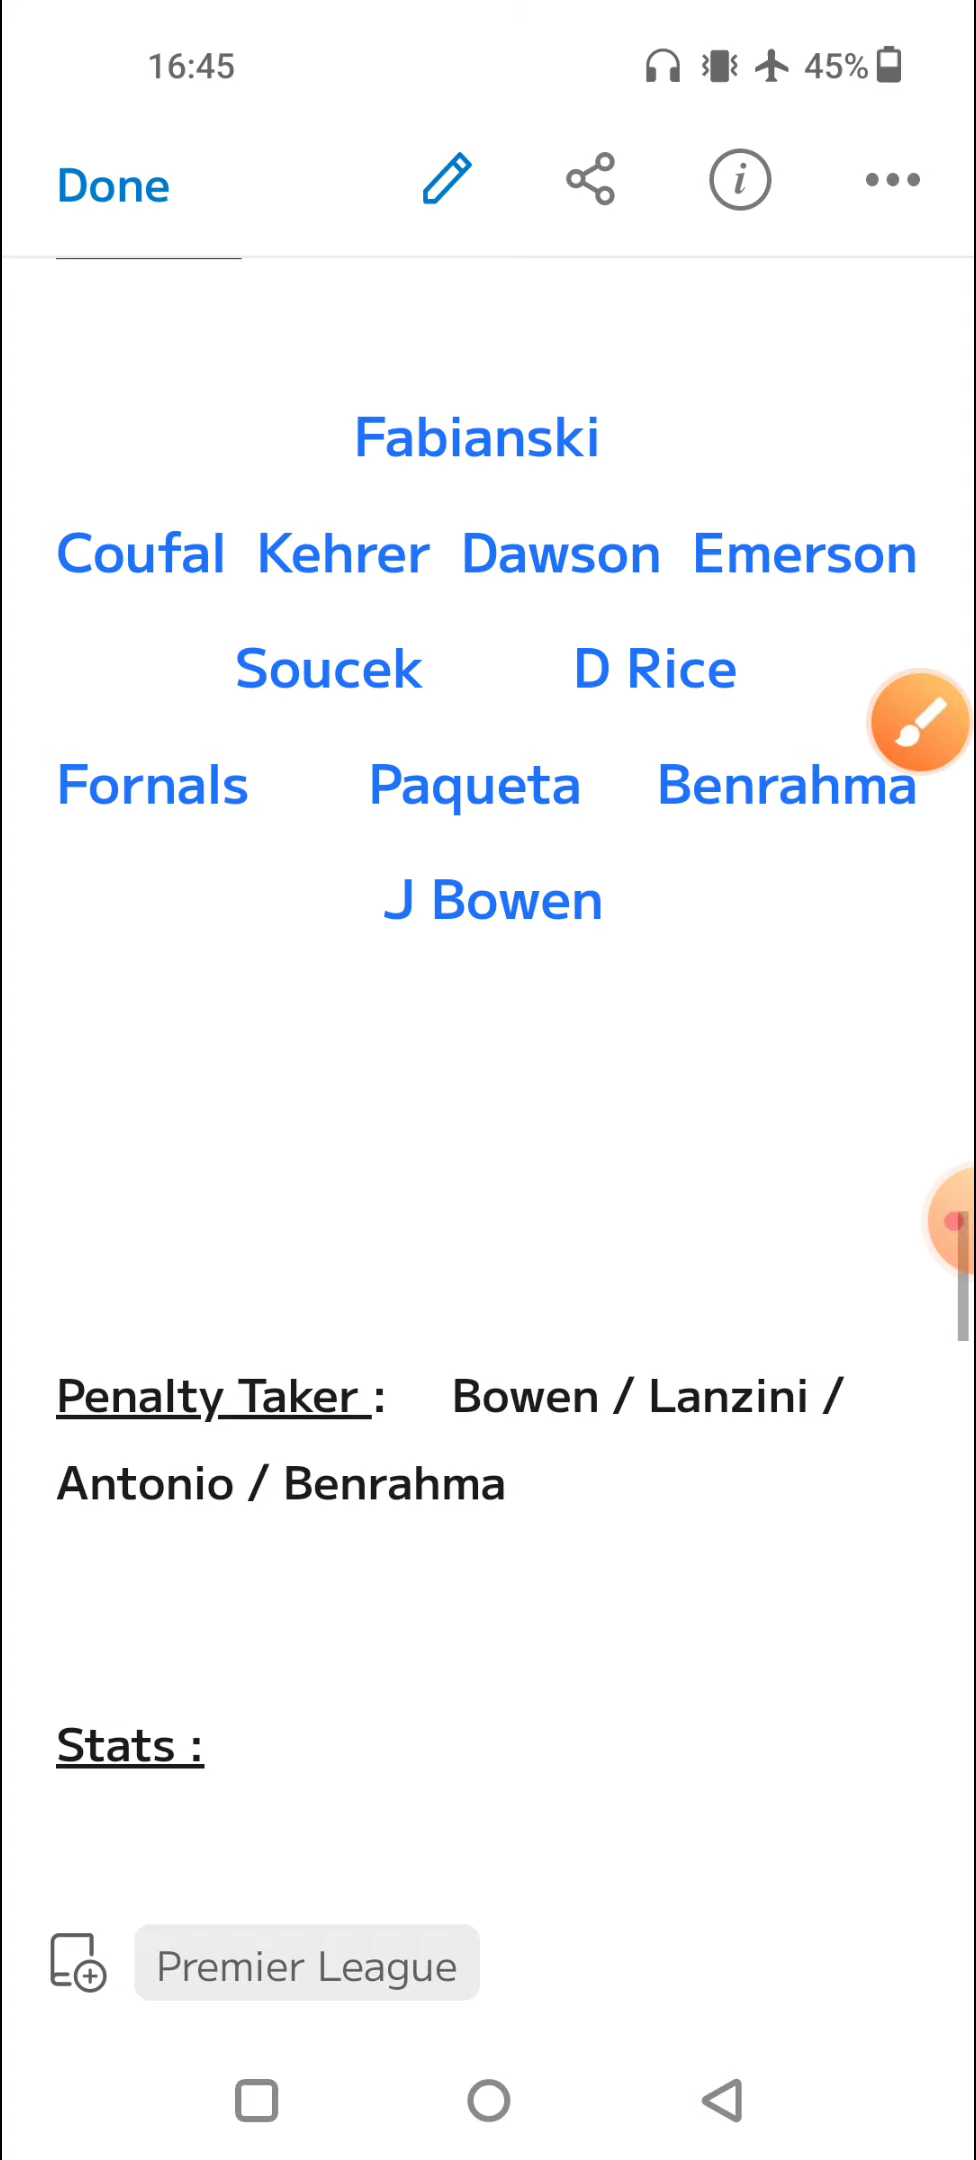 16:45 45%
Done
Fabianski
Coufal Kehrer Dawson Emerson
Soucek D Rice
Fornals Paqueta Benrahma
J Bowen
Penalty Taker : Bowen / Lanzini /
Antonio / Benrahma
Stats :
Premier League